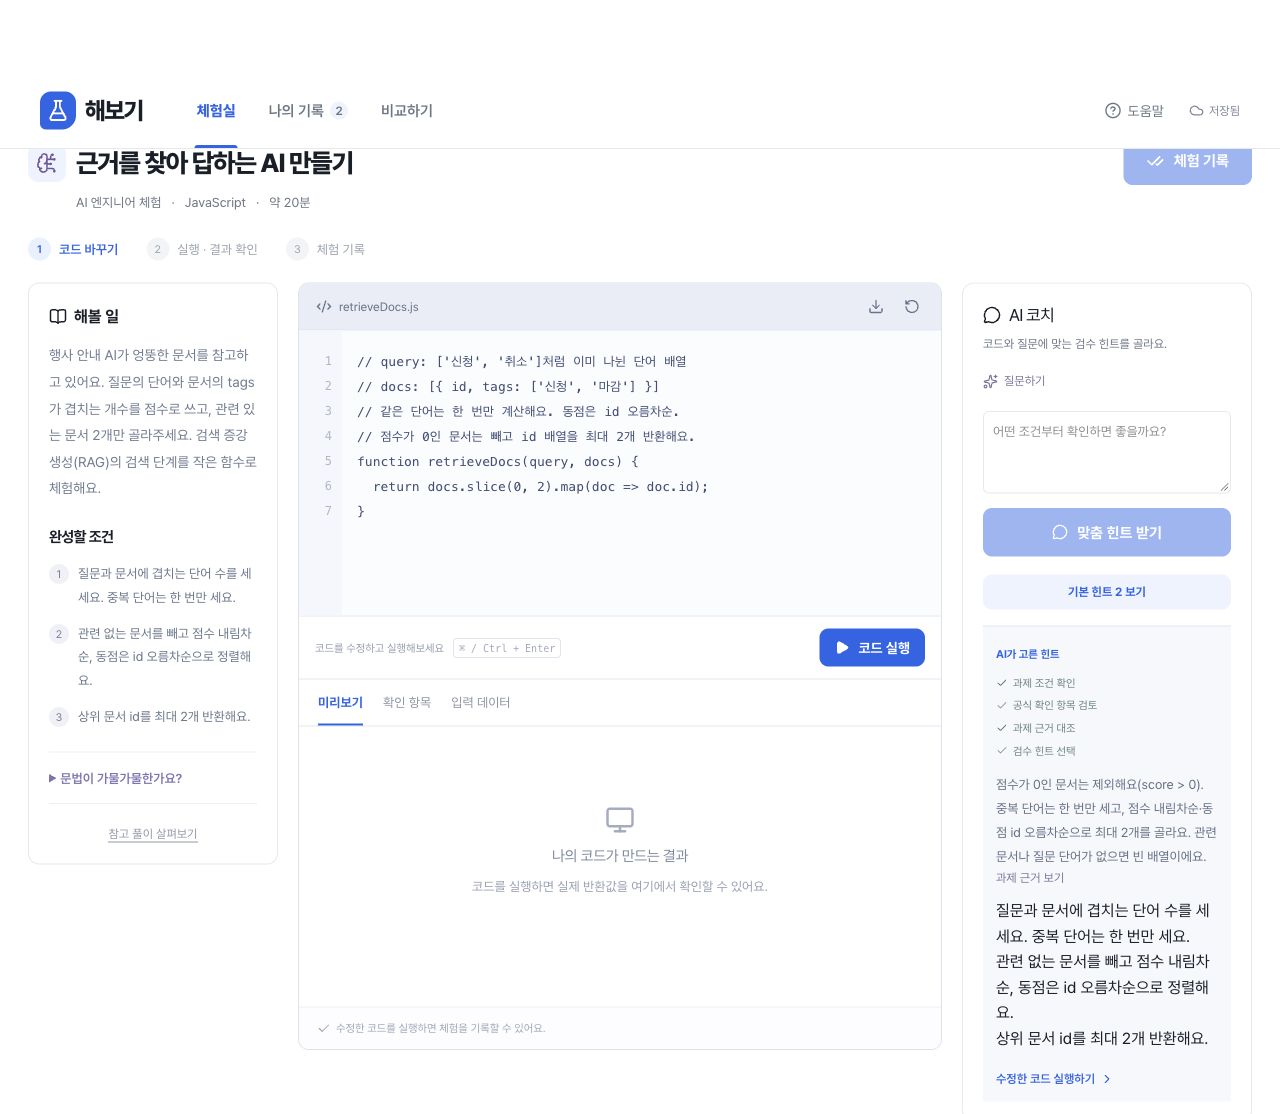 해보기
체험실
나의 기록 2
비교하기
도움말
저장됨
근거를 찾아 답하는 AI 만들기
체험 기록
AI 엔지니어 체험 · JavaScript · 약 20분
1 코드 바꾸기
2 실행 · 결과 확인
3 체험 기록
해볼 일
행사 안내 AI가 엉뚱한 문서를 참고하
고 있어요. 질문의 단어와 문서의 tags
가 겹치는 개수를 점수로 쓰고, 관련 있
는 문서 2개만 골라주세요. 검색 증강
생성(RAG)의 검색 단계를 작은 함수로
체험해요.
완성할 조건
1 질문과 문서에 겹치는 단어 수를 세
세요. 중복 단어는 한 번만 세요.
2 관련 없는 문서를 빼고 점수 내림차
순, 동점은 id 오름차순으로 정렬해
요.
3 상위 문서 id를 최대 2개 반환해요.
문법이 가물가물한가요?
참고 풀이 살펴보기
retrieveDocs.js
1 // query: ['신청', '취소']처럼 이미 나뉜 단어 배열
2 // docs: [{ id, tags: ['신청', '마감'] }]
3 // 같은 단어는 한 번만 계산해요. 동점은 id 오름차순.
4 // 점수가 0인 문서는 빼고 id 배열을 최대 2개 반환해요.
5 function retrieveDocs(query, docs) {
6 return docs.slice(0, 2).map(doc => doc.id);
7 }
코드를 수정하고 실행해보세요 ⌘ / Ctrl + Enter
코드 실행
미리보기
확인 항목
입력 데이터
나의 코드가 만드는 결과
코드를 실행하면 실제 반환값을 여기에서 확인할 수 있어요.
수정한 코드를 실행하면 체험을 기록할 수 있어요.
AI 코치
코드와 질문에 맞는 검수 힌트를 골라요.
질문하기
어떤 조건부터 확인하면 좋을까요?
맞춤 힌트 받기
기본 힌트 2 보기
AI가 고른 힌트
과제 조건 확인
공식 확인 항목 검토
과제 근거 대조
검수 힌트 선택
점수가 0인 문서는 제외해요(score > 0).
중복 단어는 한 번만 세고, 점수 내림차순·동
점 id 오름차순으로 최대 2개를 골라요. 관련
문서나 질문 단어가 없으면 빈 배열이에요.
과제 근거 보기
질문과 문서에 겹치는 단어 수를 세
세요. 중복 단어는 한 번만 세요.
관련 없는 문서를 빼고 점수 내림차
순, 동점은 id 오름차순으로 정렬해
요.
상위 문서 id를 최대 2개 반환해요.
수정한 코드 실행하기